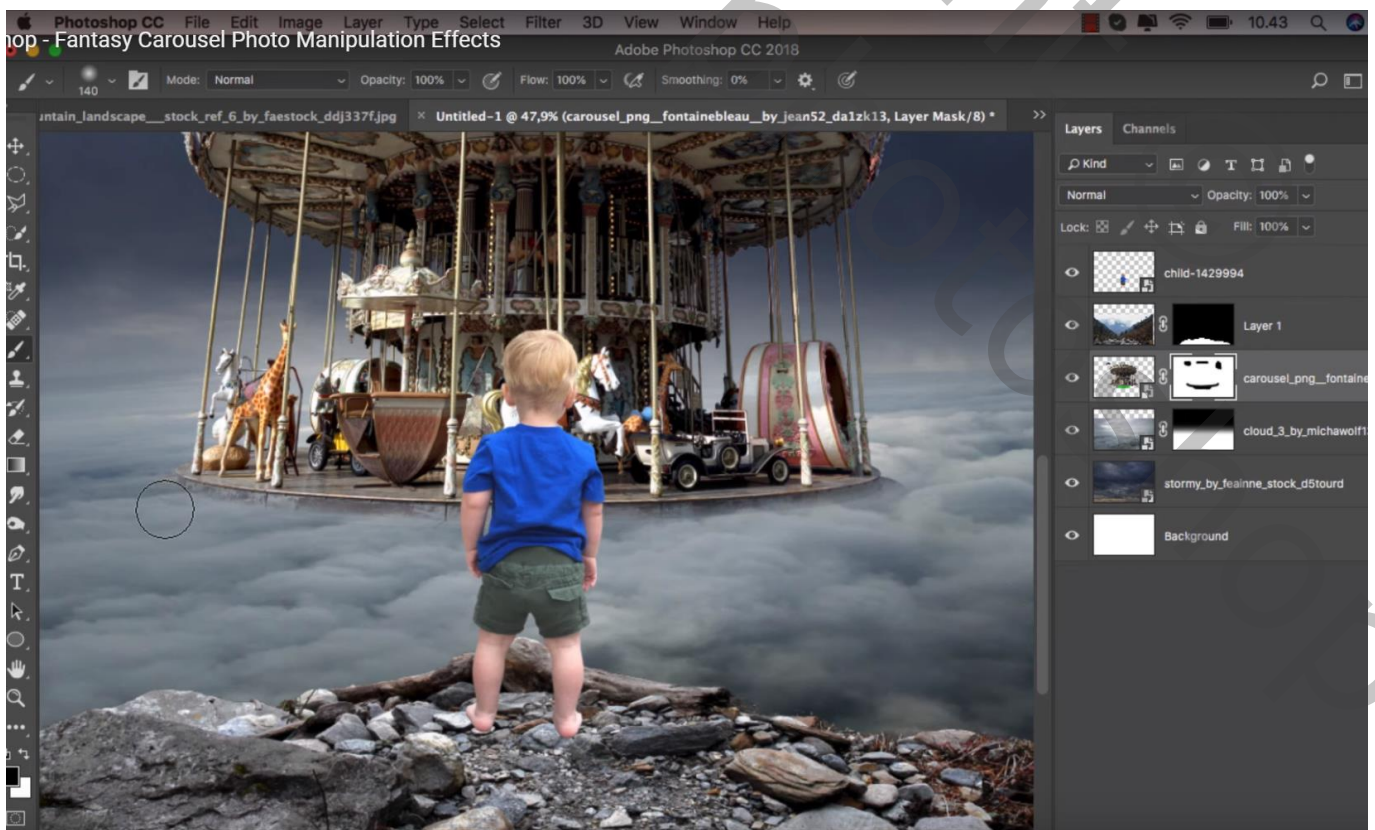 Photoshop CC File Edit Image Layer Type Select Filter 3D View Window Help 10.43
hop - Fantasy Carousel Photo Manipulation Effects
Adobe Photoshop CC 2018
140 Mode: Normal Opacity: 100% Flow: 100% Smoothing: 0%
untain_landscape__stock_ref_6_by_faestock_ddj337f.jpg × Untitled-1 @ 47,9% (carousel_png__fontainebleau__by_jean52_da1zk13, Layer Mask/8) * >>
Layers Channels
Kind
Normal Opacity: 100%
Lock: Fill: 100%
child-1429994
Layer 1
carousel_png__fontaine
cloud_3_by_michawolf1
stormy_by_feainne_stock_d5tourd
Background